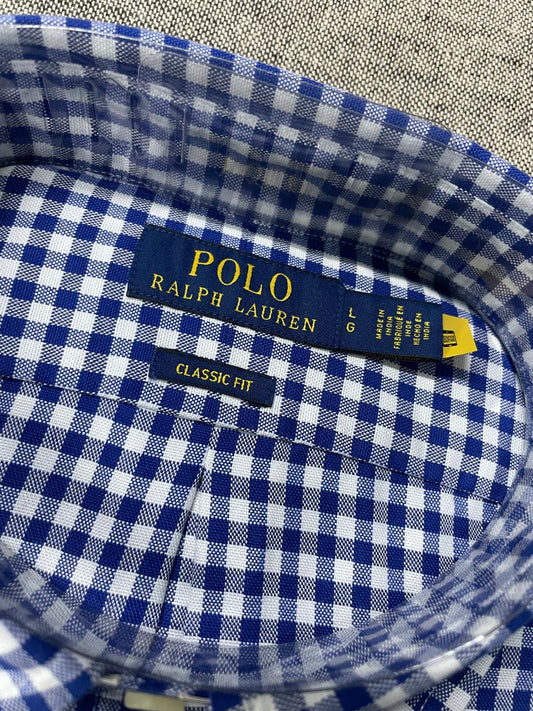 POLO
RALPH LAUREN
L
G
MADE IN
INDIA
FABRIQUÉ EN
INDE
HECHO EN
INDIA
CLASSIC FIT